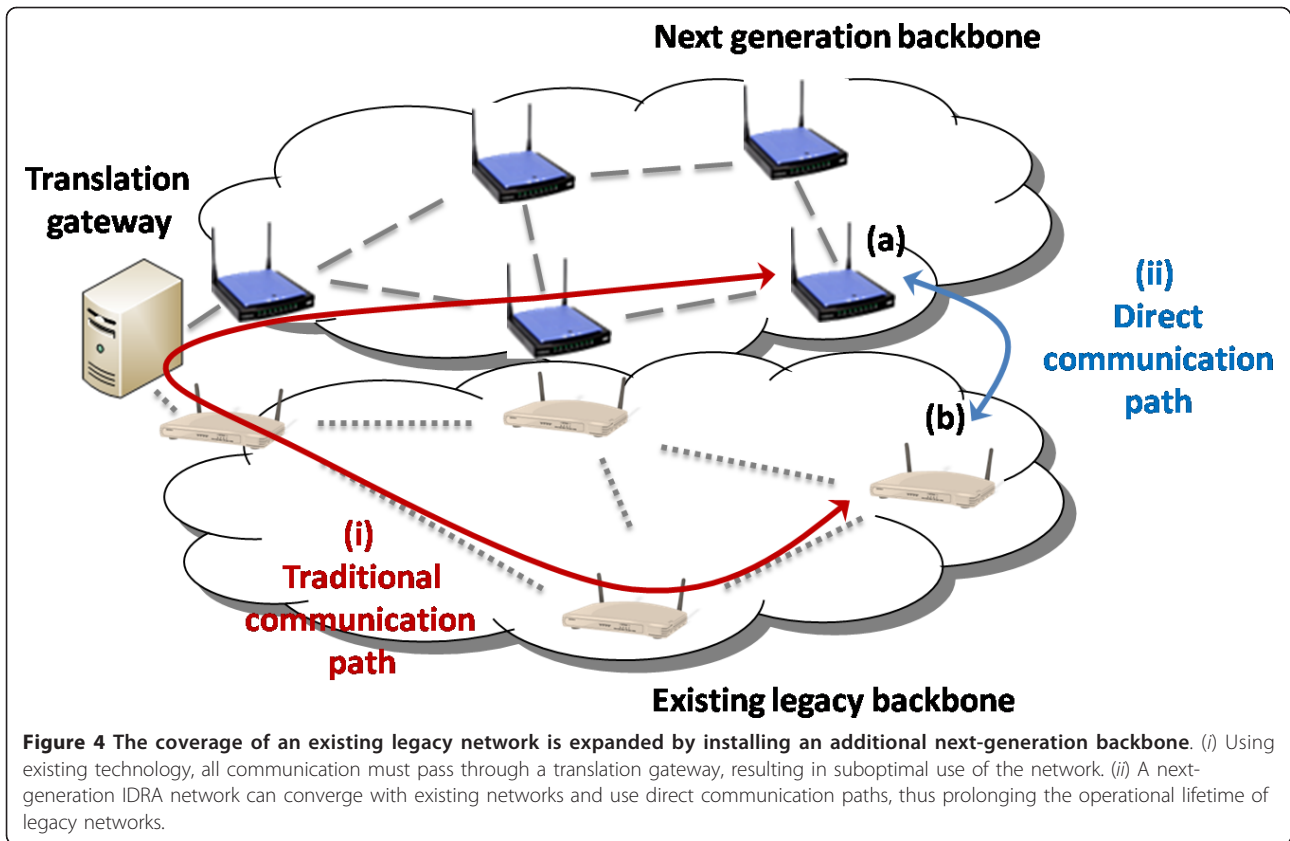 Next generation backbone
Translation
gateway
(a)
(ii)
Direct
communication
path
(b)
(i)
Traditional
communication
path
Existing legacy backbone
Figure 4 The coverage of an existing legacy network is expanded by installing an additional next-generation backbone. (i) Using
existing technology, all communication must pass through a translation gateway, resulting in suboptimal use of the network. (ii) A next-
generation IDRA network can converge with existing networks and use direct communication paths, thus prolonging the operational lifetime of
legacy networks.